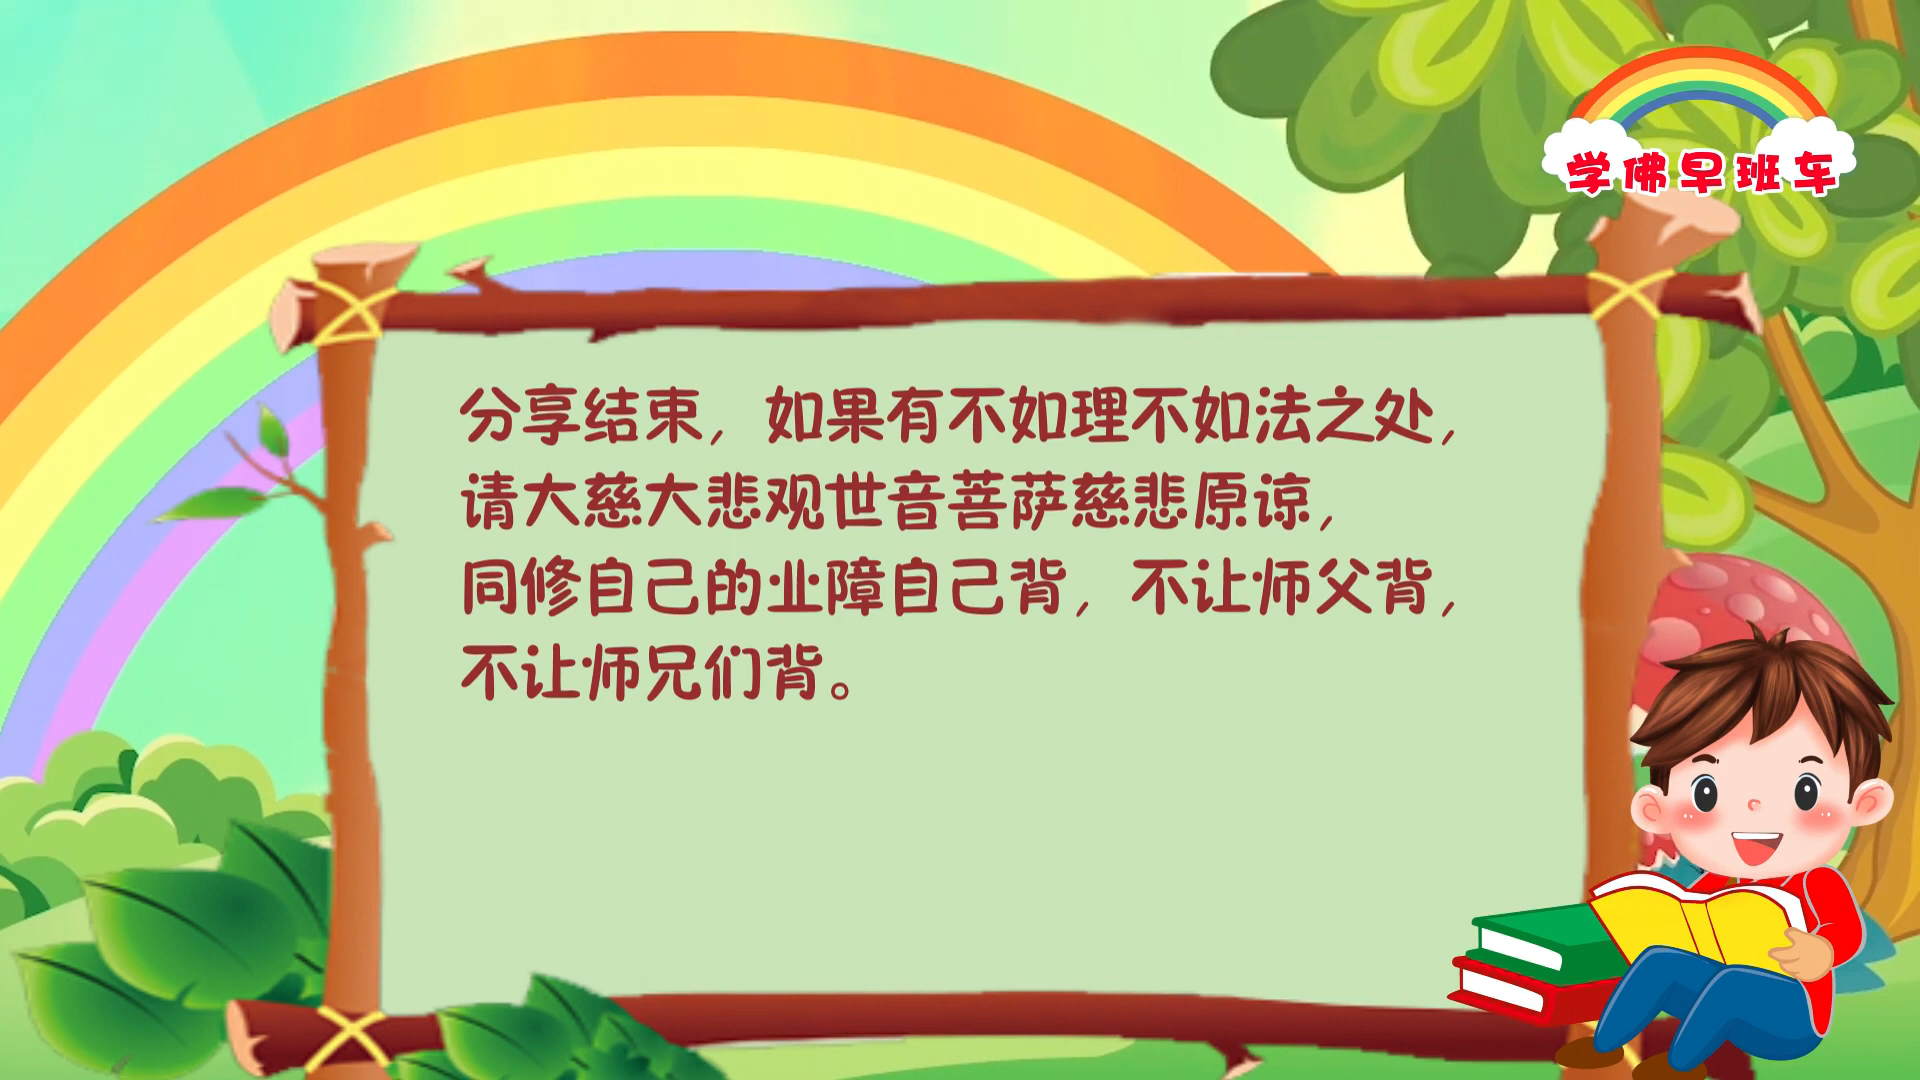 学佛早班车
分享结束，如果有不如理不如法之处，
请大慈大悲观世音菩萨慈悲原谅，
同修自己的业障自己背，不让师父背，
不让师兄们背。